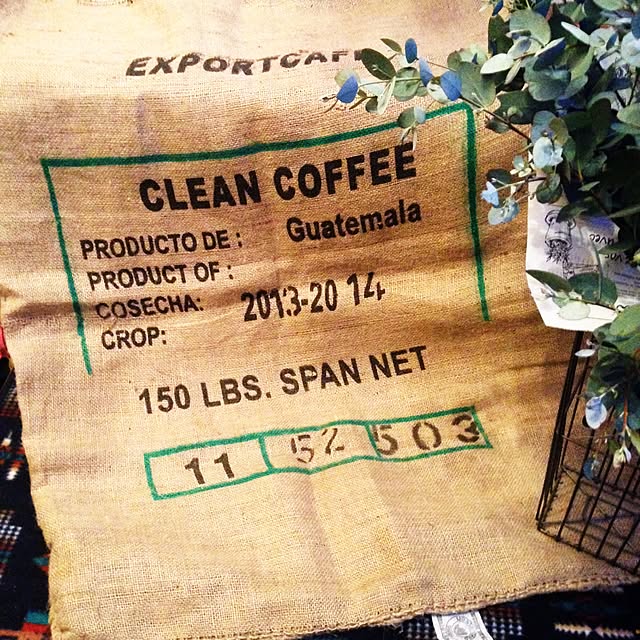 EXPORTCAFE
CLEAN COFFEE
PRODUCTO DE : Guatemala
PRODUCT OF :
COSECHA: 2013-20 14
CROP:
150 LBS. SPAN NET
11 52 503